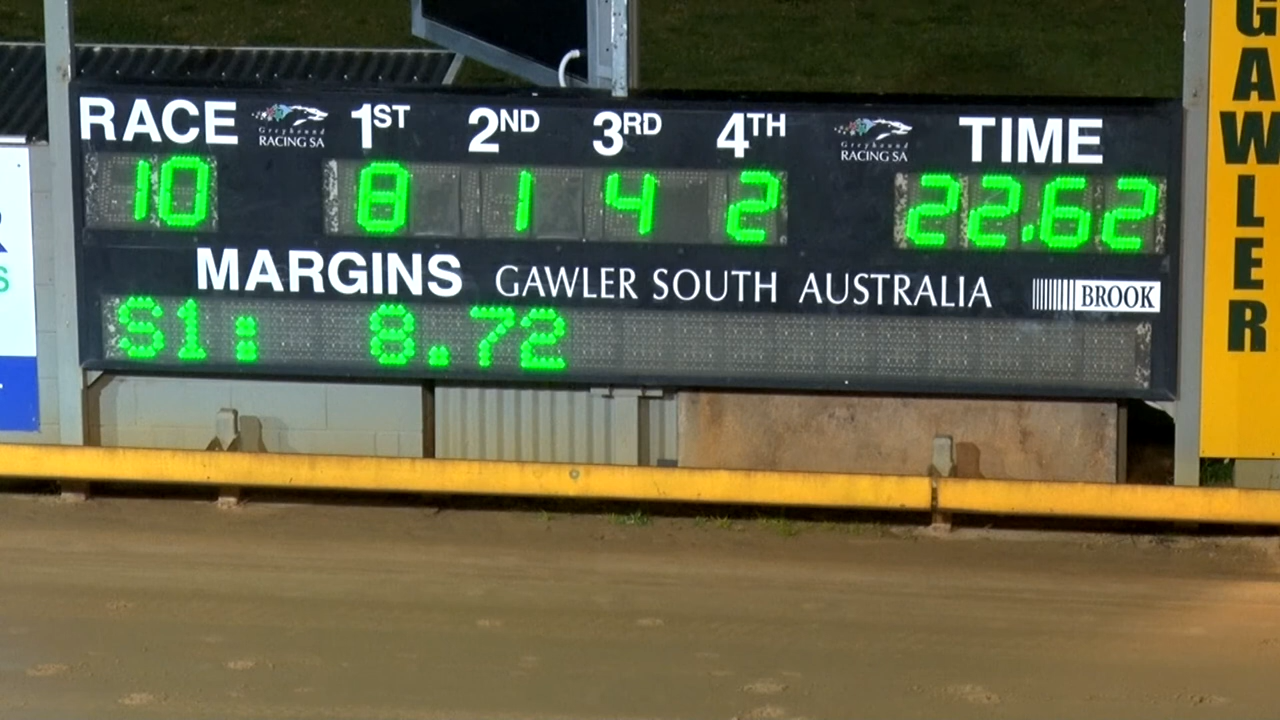 RACE Greyhound RACING SA 1ST 2ND 3RD 4TH Greyhound RACING SA TIME
10 8 1 4 2 22.62
MARGINS GAWLER SOUTH AUSTRALIA BROOK
S1: 8.72
GAWLER